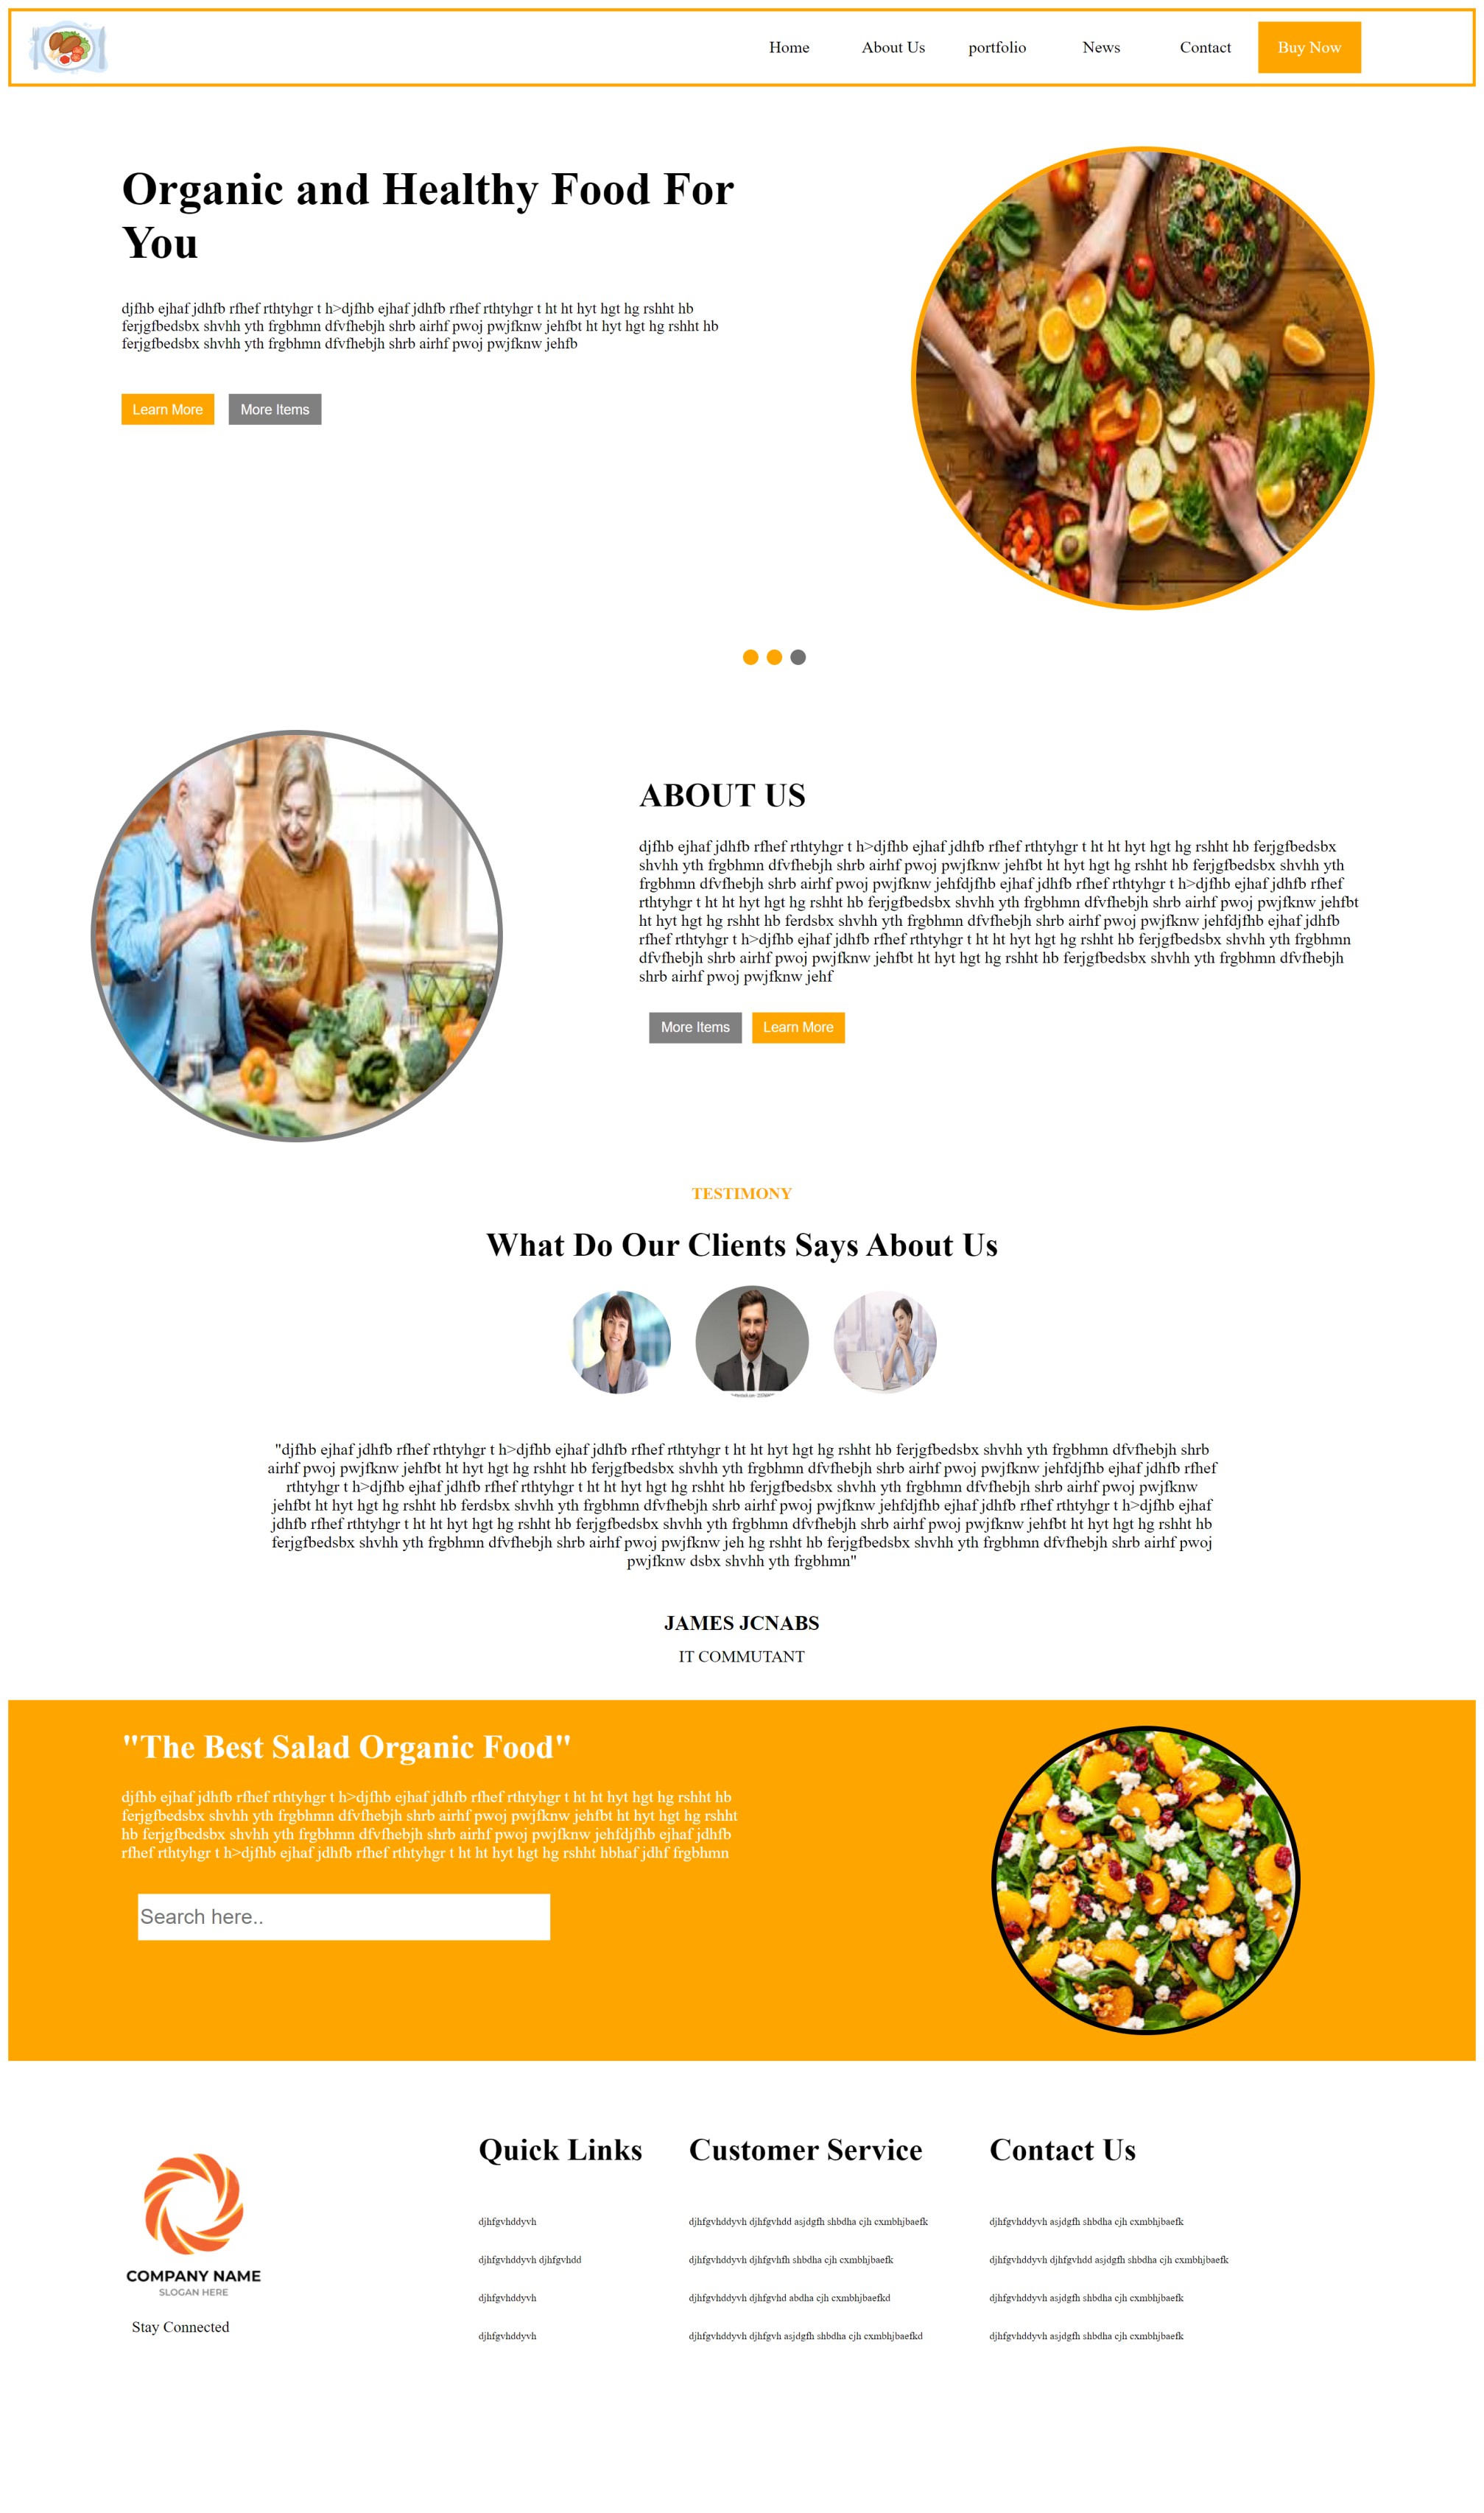 Home About Us portfolio News Contact Buy Now
Organic and Healthy Food For
You
djfhb ejhaf jdhfb rfhef rthtyhgr t h>djfhb ejhaf jdhfb rfhef rthtyhgr t ht ht hyt hgt hg rshht hb
ferjgfbedsbx shvhh yth frgbhmn dfvfhebjh shrb airhf pwoj pwjfknw jehfbt ht hyt hgt hg rshht hb
ferjgfbedsbx shvhh yth frgbhmn dfvfhebjh shrb airhf pwoj pwjfknw jehfb
Learn More More Items
ABOUT US
djfhb ejhaf jdhfb rfhef rthtyhgr t h>djfhb ejhaf jdhfb rfhef rthtyhgr t ht ht hyt hgt hg rshht hb ferjgfbedsbx
shvhh yth frgbhmn dfvfhebjh shrb airhf pwoj pwjfknw jehfbt ht hyt hgt hg rshht hb ferjgfbedsbx shvhh yth
frgbhmn dfvfhebjh shrb airhf pwoj pwjfknw jehfdjfhb ejhaf jdhfb rfhef rthtyhgr t h>djfhb ejhaf jdhfb rfhef
rthtyhgr t ht ht hyt hgt hg rshht hb ferjgfbedsbx shvhh yth frgbhmn dfvfhebjh shrb airhf pwoj pwjfknw jehfbt
ht hyt hgt hg rshht hb ferdsbx shvhh yth frgbhmn dfvfhebjh shrb airhf pwoj pwjfknw jehfdjfhb ejhaf jdhfb
rfhef rthtyhgr t h>djfhb ejhaf jdhfb rfhef rthtyhgr t ht ht hyt hgt hg rshht hb ferjgfbedsbx shvhh yth frgbhmn
dfvfhebjh shrb airhf pwoj pwjfknw jehfbt ht hyt hgt hg rshht hb ferjgfbedsbx shvhh yth frgbhmn dfvfhebjh
shrb airhf pwoj pwjfknw jehf
More Items Learn More
TESTIMONY
What Do Our Clients Says About Us
"djfhb ejhaf jdhfb rfhef rthtyhgr t h>djfhb ejhaf jdhfb rfhef rthtyhgr t ht ht hyt hgt hg rshht hb ferjgfbedsbx shvhh yth frgbhmn dfvfhebjh shrb
airhf pwoj pwjfknw jehfbt ht hyt hgt hg rshht hb ferjgfbedsbx shvhh yth frgbhmn dfvfhebjh shrb airhf pwoj pwjfknw jehfdjfhb ejhaf jdhfb rfhef
rthtyhgr t h>djfhb ejhaf jdhfb rfhef rthtyhgr t ht ht hyt hgt hg rshht hb ferjgfbedsbx shvhh yth frgbhmn dfvfhebjh shrb airhf pwoj pwjfknw
jehfbt ht hyt hgt hg rshht hb ferdsbx shvhh yth frgbhmn dfvfhebjh shrb airhf pwoj pwjfknw jehfdjfhb ejhaf jdhfb rfhef rthtyhgr t h>djfhb ejhaf
jdhfb rfhef rthtyhgr t ht ht hyt hgt hg rshht hb ferjgfbedsbx shvhh yth frgbhmn dfvfhebjh shrb airhf pwoj pwjfknw jehfbt ht hyt hgt hg rshht hb
ferjgfbedsbx shvhh yth frgbhmn dfvfhebjh shrb airhf pwoj pwjfknw jeh hg rshht hb ferjgfbedsbx shvhh yth frgbhmn dfvfhebjh shrb airhf pwoj
pwjfknw dsbx shvhh yth frgbhmn"
JAMES JCNABS
IT COMMUTANT
"The Best Salad Organic Food"
djfhb ejhaf jdhfb rfhef rthtyhgr t h>djfhb ejhaf jdhfb rfhef rthtyhgr t ht ht hyt hgt hg rshht hb
ferjgfbedsbx shvhh yth frgbhmn dfvfhebjh shrb airhf pwoj pwjfknw jehfbt ht hyt hgt hg rshht
hb ferjgfbedsbx shvhh yth frgbhmn dfvfhebjh shrb airhf pwoj pwjfknw jehfdjfhb ejhaf jdhfb
rfhef rthtyhgr t h>djfhb ejhaf jdhfb rfhef rthtyhgr t ht ht hyt hgt hg rshht hbhaf jdhf frgbhmn
Search here..
COMPANY NAME
SLOGAN HERE
Stay Connected
Quick Links
djhfgvhddyvh
djhfgvhddyvh djhfgvhdd
djhfgvhddyvh
djhfgvhddyvh
Customer Service
djhfgvhddyvh djhfgvhdd asjdgfh shbdha cjh cxmbhjbaefk
djhfgvhddyvh djhfgvhfh shbdha cjh cxmbhjbaefk
djhfgvhddyvh djhfgvhd abdha cjh cxmbhjbaefkd
djhfgvhddyvh djhfgvh asjdgfh shbdha cjh cxmbhjbaefkd
Contact Us
djhfgvhddyvh asjdgfh shbdha cjh cxmbhjbaefk
djhfgvhddyvh djhfgvhdd asjdgfh shbdha cjh cxmbhjbaefk
djhfgvhddyvh asjdgfh shbdha cjh cxmbhjbaefk
djhfgvhddyvh asjdgfh shbdha cjh cxmbhjbaefk